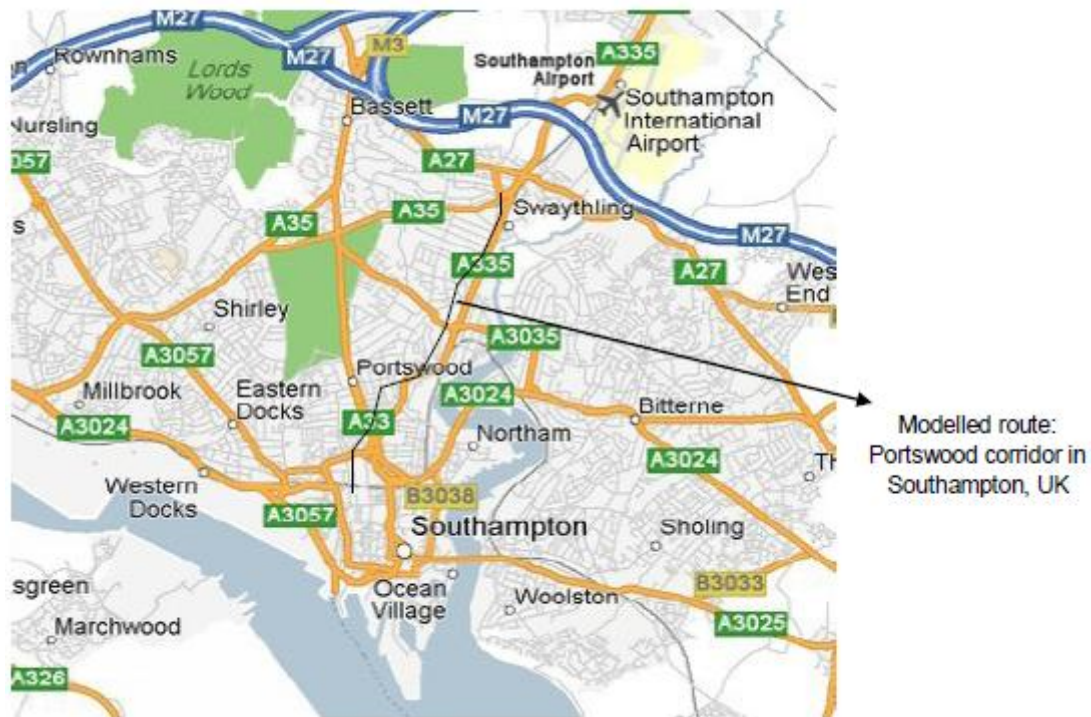 M27
M3
A335
Rownhams
Lords
Wood
M27
Southampton
Airport
Southampton
International
Airport
Bassett
M27
Nursling
A27
A35
A35
Swaythling
M27
A335
A27
West
End
Shirley
A3035
A3057
Portswood
Millbrook
Eastern
Docks
A3024
A33
Bitterne
A3024
Northam
A3024
Western
Docks
B3038
A3057
Southampton
Sholing
sgreen
Ocean
Village
B3033
Woolston
Marchwood
A3025
A326
Modelled route:
Portswood corridor in
Southampton, UK